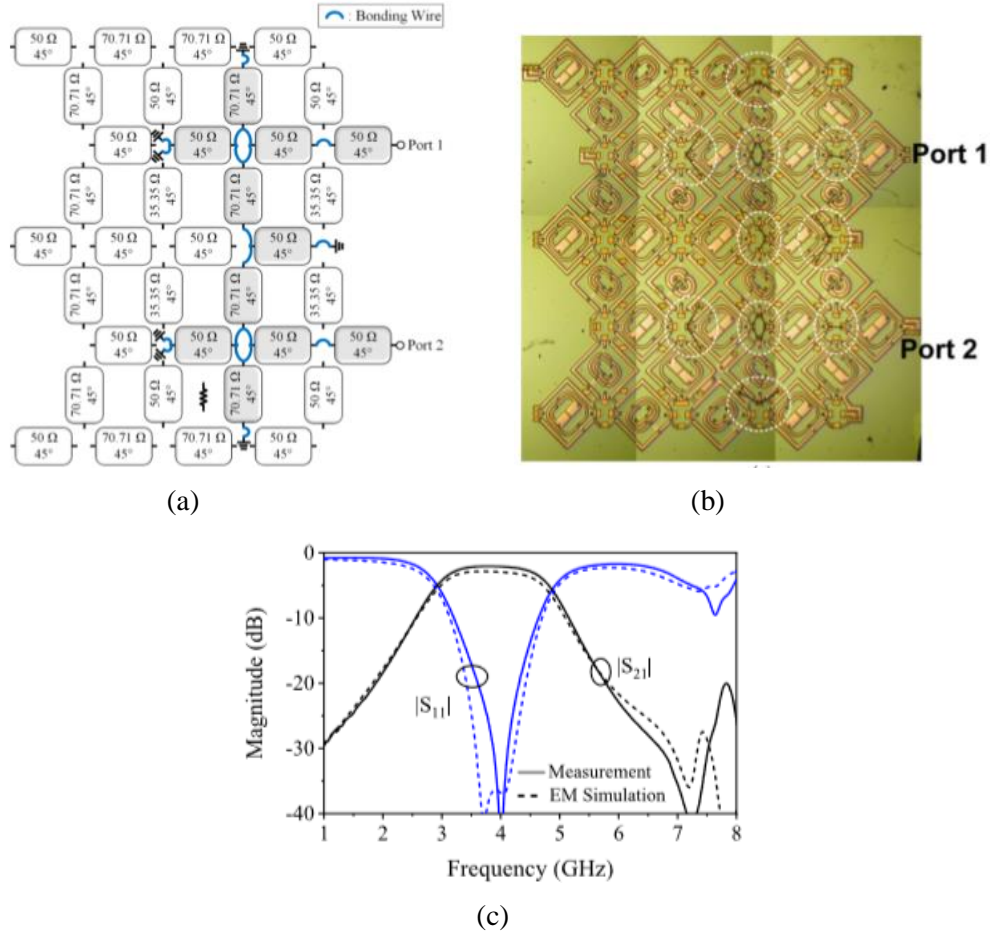 : Bonding Wire
50 Ω 70.71 Ω 70.71 Ω 50 Ω
45° 45° 45° 45°
70.71 Ω 45° 50 Ω 45° 70.71 Ω 45° 50 Ω 45°
50 Ω 50 Ω 50 Ω 50 Ω
45° 45° 45° 45° Port 1
70.71 Ω 45° 35.35 Ω 45° 70.71 Ω 45° 35.35 Ω 45°
50 Ω 50 Ω 50 Ω 50 Ω
45° 45° 45° 45°
70.71 Ω 45° 35.35 Ω 45° 70.71 Ω 45° 35.35 Ω 45°
50 Ω 50 Ω 50 Ω 50 Ω
45° 45° 45° 45° Port 2
70.71 Ω 45° 50 Ω 45° 70.71 Ω 45° 50 Ω 45°
50 Ω 70.71 Ω 70.71 Ω 50 Ω
45° 45° 45° 45°
(a)
Port 1
Port 2
(b)
Magnitude (dB)
0
-10
-20
-30
-40
|S11|
|S21|
Measurement
EM Simulation
1 2 3 4 5 6 7 8
Frequency (GHz)
(c)